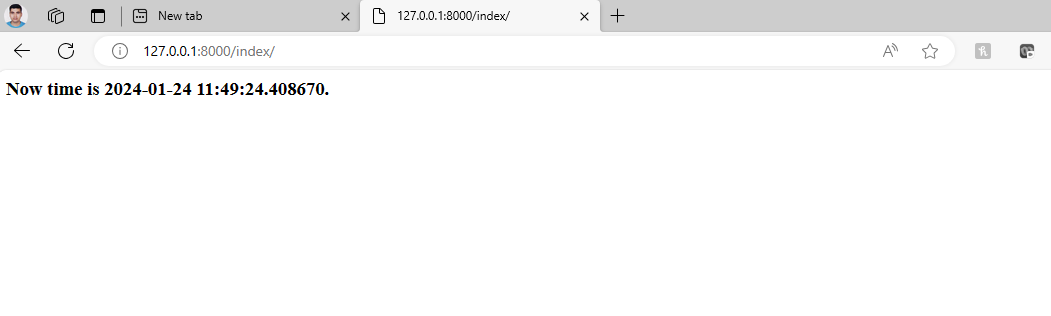 New tab
127.0.0.1:8000/index/
127.0.0.1:8000/index/
Now time is 2024-01-24 11:49:24.408670.